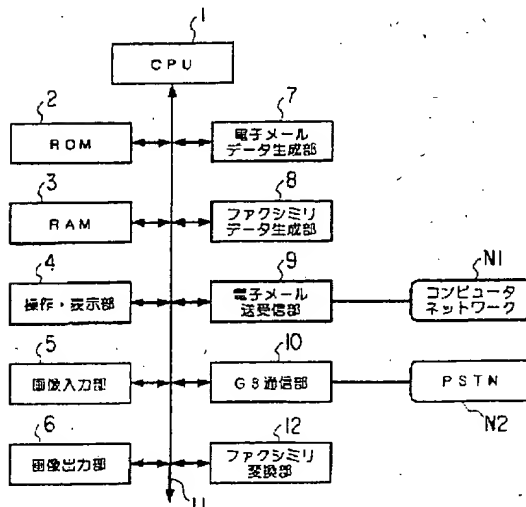 1
CPU
2
ROM
7
電子メール
データ生成部
3
RAM
8
ファクシミリ
データ生成部
4
操作・表示部
9
電子メール
送受信部
N1
コンピュータ
ネットワーク
5
画像入力部
10
G3通信部
PSTN
N2
6
画像出力部
12
ファクシミリ
変換部
11